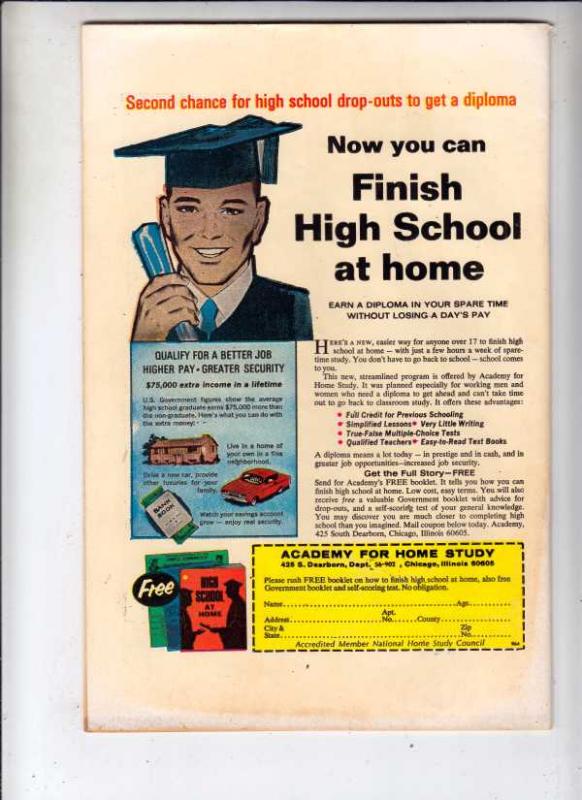 Second chance for high school drop-outs to get a diploma
Now you can
Finish
High School
at home
EARN A DIPLOMA IN YOUR SPARE TIME
WITHOUT LOSING A DAY'S PAY
QUALIFY FOR A BETTER JOB
HIGHER PAY • GREATER SECURITY
$75,000 extra income in a lifetime
U.S. Government figures show the average
high school graduate earns $75,000 more than
the non-graduate. Here's what you can do with
the extra money:
Live in a home of
your own in a fine
neighborhood.
Drive a new car, provide
other luxuries for your
family.
BANK
BOOK
Watch your savings account
grow — enjoy real security.
HERE'S A NEW, easier way for anyone over 17 to finish high
school at home — with just a few hours a week of spare-
time study. You don't have to go back to school — school comes
to you.
This new, streamlined program is offered by Academy for
Home Study. It was planned especially for working men and
women who need a diploma to get ahead and can't take time
out to go back to classroom study. It offers these advantages:
• Full Credit for Previous Schooling
• Simplified Lessons • Very Little Writing
• True-False Multiple-Choice Tests
• Qualified Teachers • Easy-to-Read Text Books
A diploma means a lot today — in prestige and in cash, and in
greater job opportunities—increased job security.
Get the Full Story—FREE
Send for Academy's FREE booklet. It tells you how you can
finish high school at home. Low cost, easy terms. You will also
receive free a valuable Government booklet with advice for
drop-outs, and a self-scoring test of your general knowledge.
You may discover you are much closer to completing high
school than you imagined. Mail coupon below today. Academy,
425 South Dearborn, Chicago, Illinois 60605.
Free
HIGH
SCHOOL
AT
HOME
ACADEMY FOR HOME STUDY
425 S. Dearborn, Dept. 56-902, Chicago, Illinois 60605
Please rush FREE booklet on how to finish high school at home, also free
Government booklet and self-scoring test. No obligation.
Name Age
Apt.
Address No. County
City & Zip
State No.
Accredited Member National Home Study Council